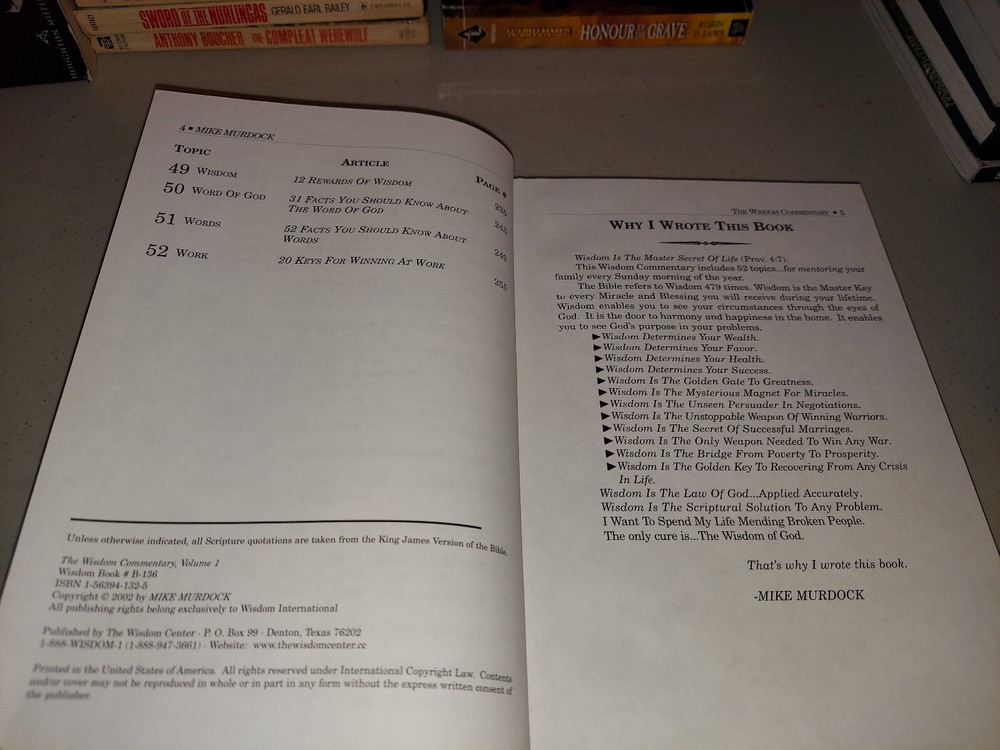 SWORD OF THE NURLINGAS GERALD EARL BAILEY
ANTHONY BOUCHER THE COMPLEAT WEREWOLF
HOUGHTON MIFFLIN
WARHAMMER HONOUR OF THE GRAVE ROBIN D. LAWS
4 ■ MIKE MURDOCK
TOPIC ARTICLE PAGE #
49 WISDOM 12 REWARDS OF WISDOM 235
50 WORD OF GOD 31 FACTS YOU SHOULD KNOW ABOUT 242
THE WORD OF GOD
51 WORDS 52 FACTS YOU SHOULD KNOW ABOUT 249
WORDS
52 WORK 20 KEYS FOR WINNING AT WORK 255
Unless otherwise indicated, all Scripture quotations are taken from the King James Version of the Bible.
The Wisdom Commentary, Volume 1
Wisdom Book # B-136
ISBN 1-56394-132-5
Copyright © 2002 by MIKE MURDOCK
All publishing rights belong exclusively to Wisdom International
Published by The Wisdom Center · P. O. Box 99 · Denton, Texas 76202
1-888-WISDOM-1 (1-888-947-3661) · Website: www.thewisdomcenter.cc
Printed in the United States of America. All rights reserved under International Copyright Law. Contents
and/or cover may not be reproduced in whole or in part in any form without the express written consent of
the publisher.
THE WISDOM COMMENTARY ■ 5
WHY I WROTE THIS BOOK
Wisdom Is The Master Secret Of Life (Prov. 4:7).
This Wisdom Commentary includes 52 topics...for mentoring your
family every Sunday morning of the year.
The Bible refers to Wisdom 479 times. Wisdom is the Master Key
to every Miracle and Blessing you will receive during your lifetime.
Wisdom enables you to see your circumstances through the eyes of
God. It is the door to harmony and happiness in the home. It enables
you to see God's purpose in your problems.
►Wisdom Determines Your Wealth.
►Wisdom Determines Your Favor.
►Wisdom Determines Your Health.
►Wisdom Determines Your Success.
►Wisdom Is The Golden Gate To Greatness.
►Wisdom Is The Mysterious Magnet For Miracles.
►Wisdom Is The Unseen Persuader In Negotiations.
►Wisdom Is The Unstoppable Weapon Of Winning Warriors.
►Wisdom Is The Secret Of Successful Marriages.
►Wisdom Is The Only Weapon Needed To Win Any War.
►Wisdom Is The Bridge From Poverty To Prosperity.
►Wisdom Is The Golden Key To Recovering From Any Crisis
In Life.
Wisdom Is The Law Of God...Applied Accurately.
Wisdom Is The Scriptural Solution To Any Problem.
I Want To Spend My Life Mending Broken People.
The only cure is...The Wisdom of God.
That's why I wrote this book.
-MIKE MURDOCK